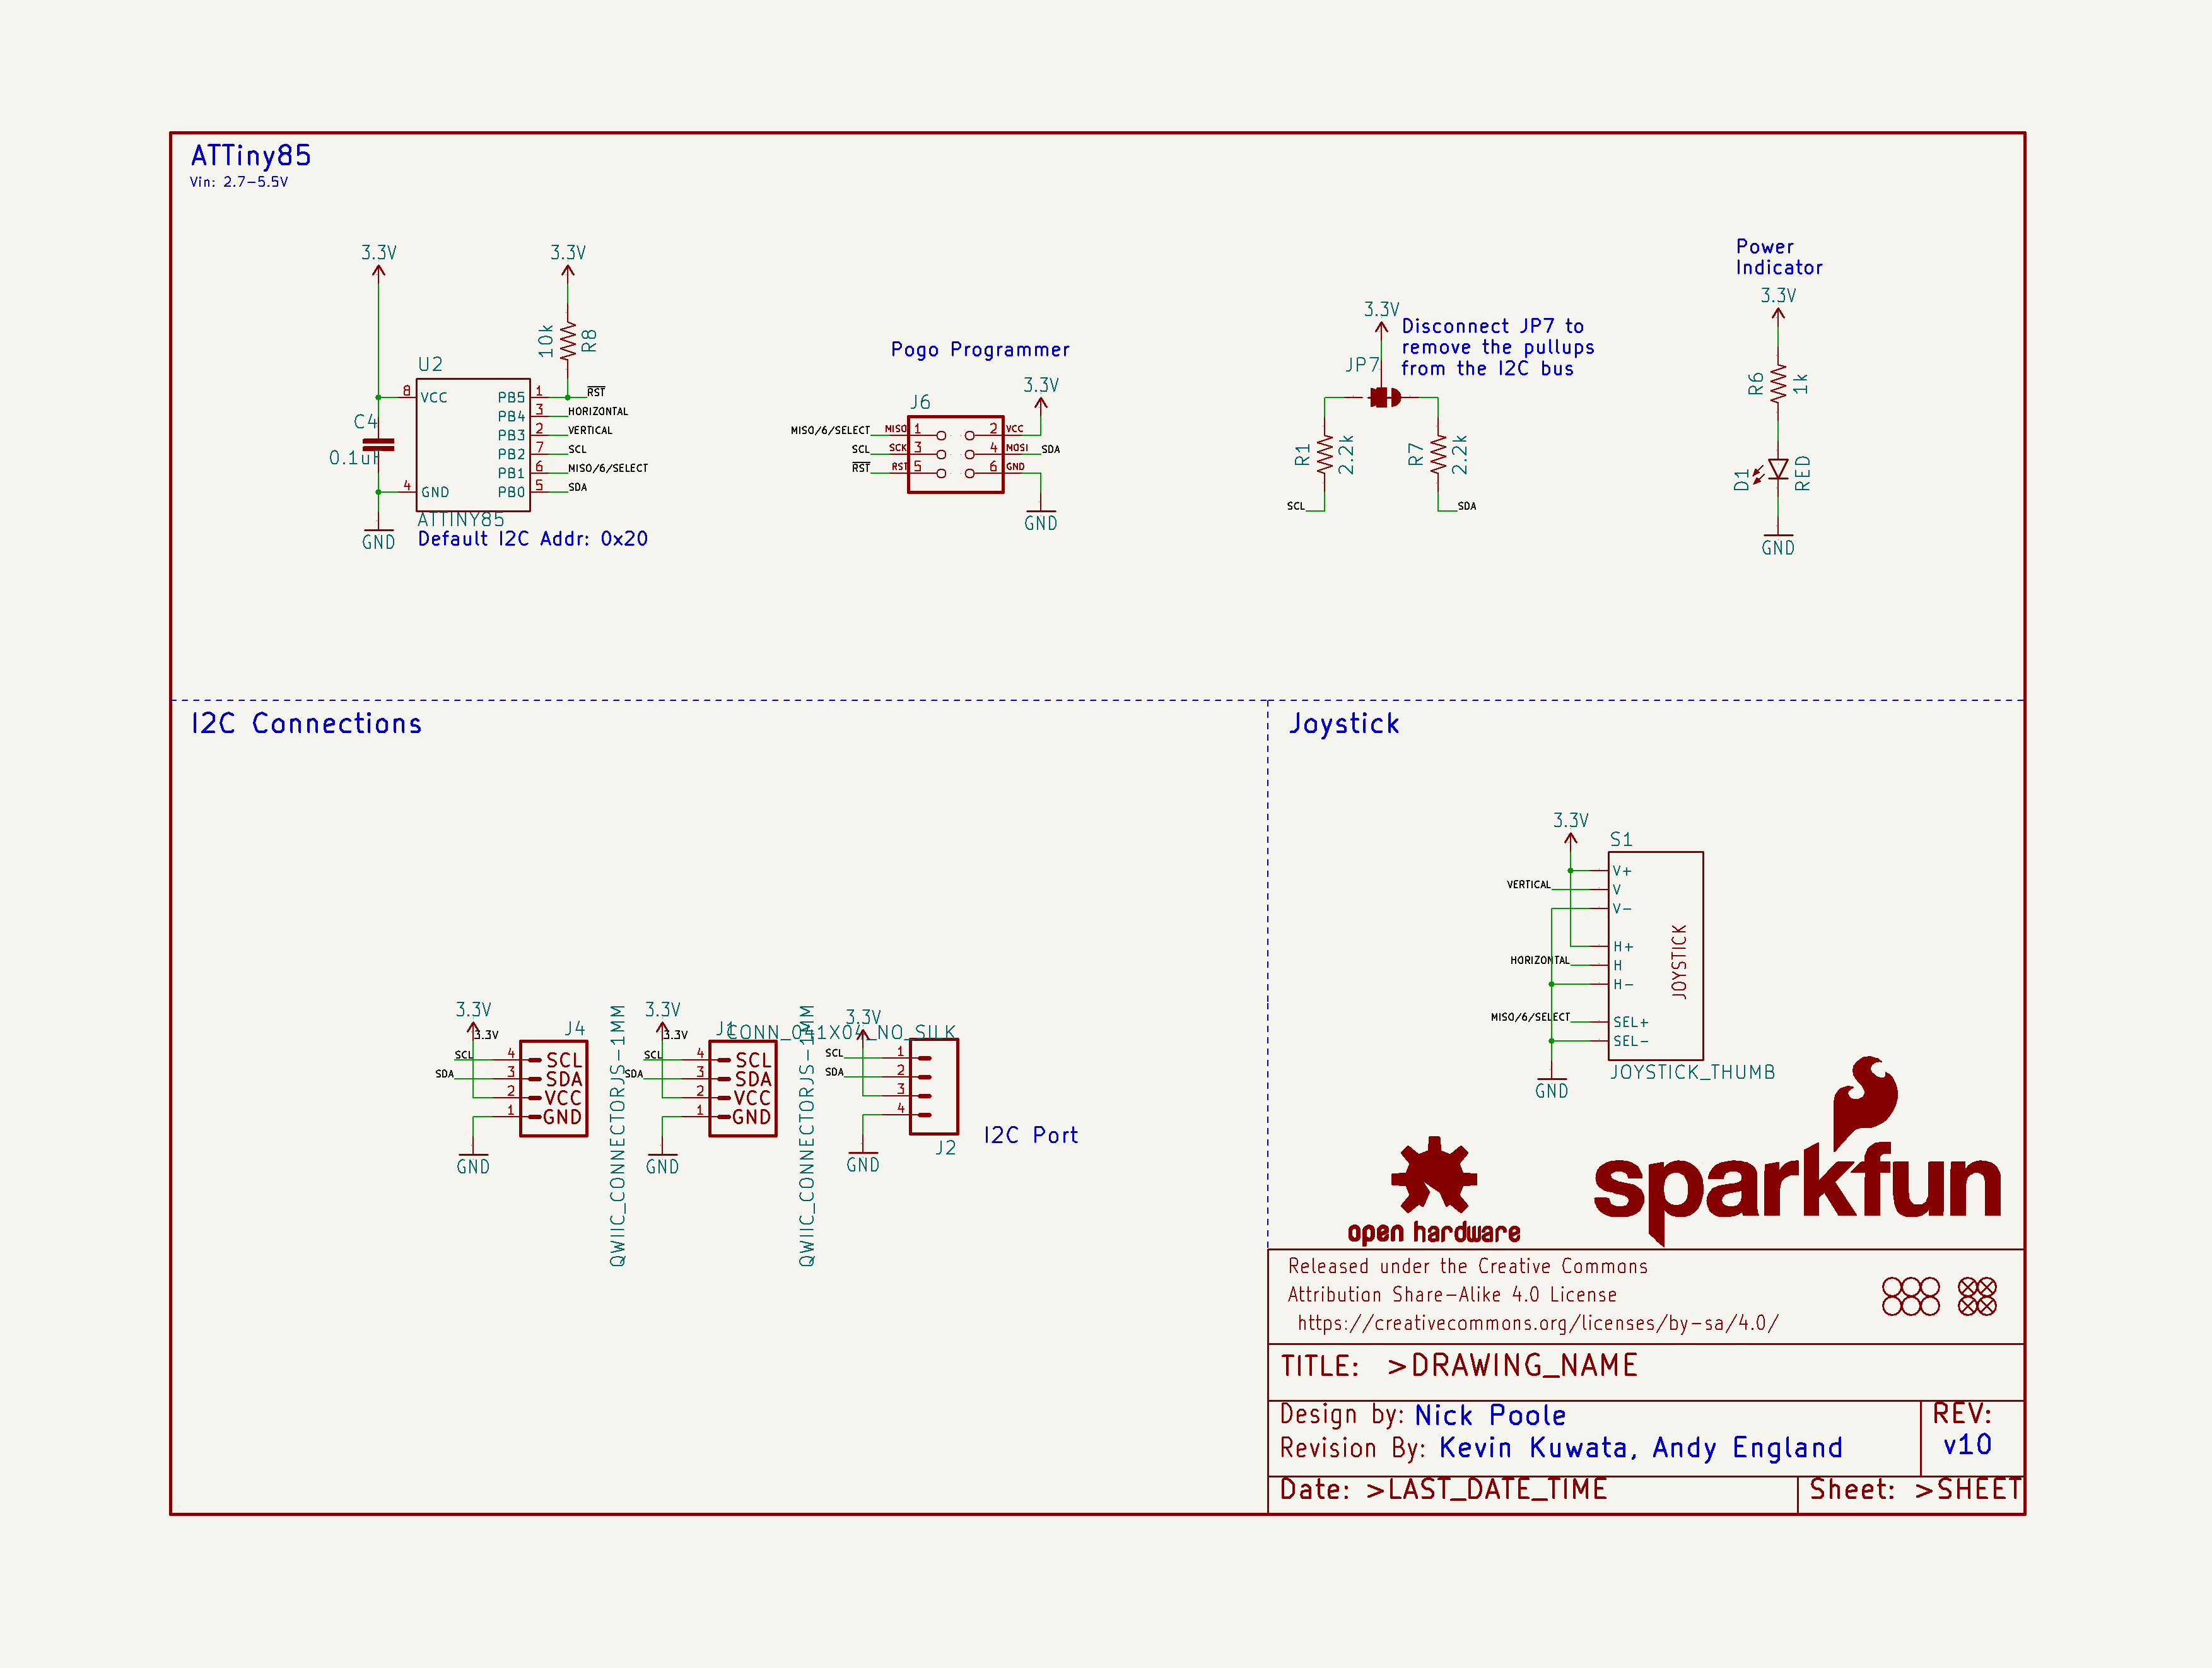 ATTiny85
Vin: 2.7-5.5V
3.3V
3.3V
10k
R8
U2
8
VCC
PB5
1
RST
PB4
3
HORIZONTAL
PB3
2
VERTICAL
PB2
7
SCL
PB1
6
MISO/6/SELECT
4
GND
PB0
5
SDA
C4
0.1uF
GND
ATTINY85
Default I2C Addr: 0x20
Pogo Programmer
3.3V
J6
MISO/6/SELECT
MISO
1
2
VCC
SCL
SCK
3
4
MOSI
SDA
RST
RST
5
6
GND
GND
3.3V
Disconnect JP7 to
remove the pullups
from the I2C bus
JP7
R1
2.2k
R7
2.2k
SCL
SDA
Power
Indicator
3.3V
R6
1k
D1
RED
GND
I2C Connections
3.3V
3.3V
J4
SCL
4
SCL
SDA
3
SDA
2
VCC
1
GND
GND
QWIIC_CONNECTORJS-1MM
3.3V
3.3V
J1
SCL
4
SCL
SDA
3
SDA
2
VCC
1
GND
GND
QWIIC_CONNECTORJS-1MM
CONN_041X04_NO_SILK
3.3V
SCL
1
SDA
2
3
4
GND
J2
I2C Port
Joystick
3.3V
S1
V+
VERTICAL
V
V-
H+
HORIZONTAL
H
H-
MISO/6/SELECT
SEL+
SEL-
JOYSTICK
GND
JOYSTICK_THUMB
open hardware
sparkfun
Released under the Creative Commons
Attribution Share-Alike 4.0 License
https://creativecommons.org/licenses/by-sa/4.0/
TITLE: >DRAWING_NAME
Design by: Nick Poole
Revision By: Kevin Kuwata, Andy England
REV:
v10
Date: >LAST_DATE_TIME
Sheet: >SHEET